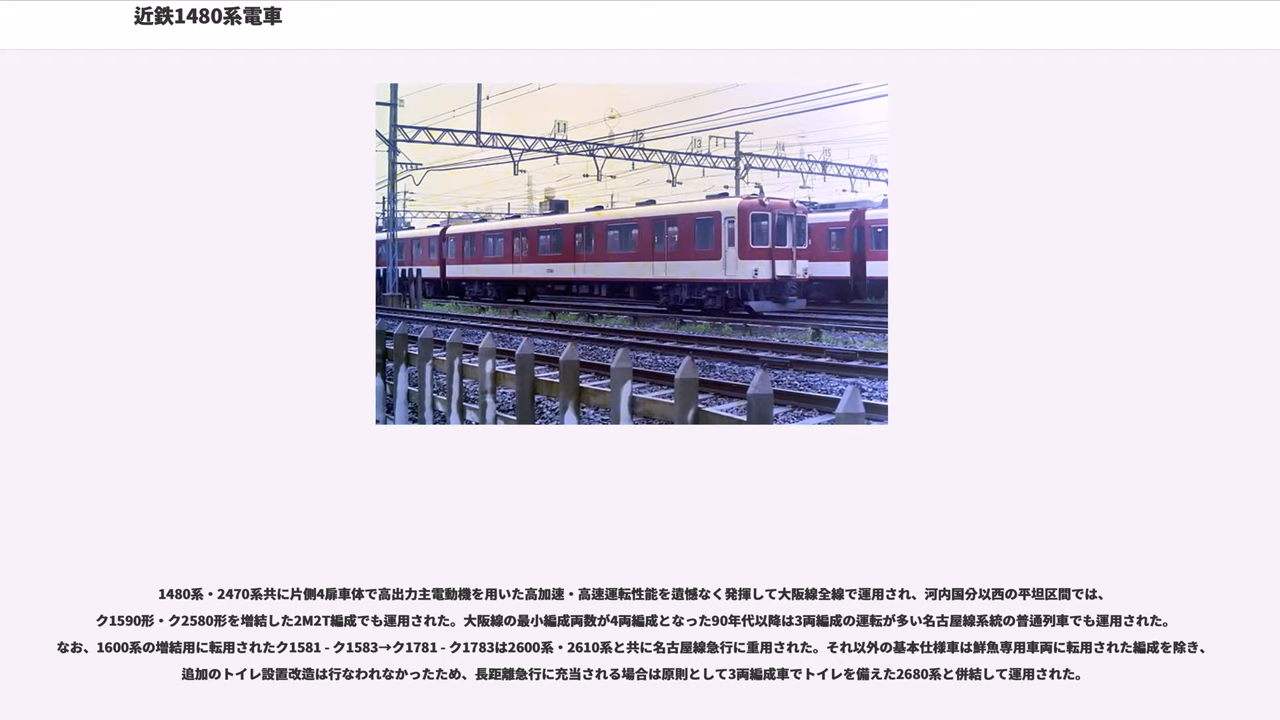 近鉄1480系電車
11
12
13
14
15
1480系・2470系共に片側4扉車体で高出力主電動機を用いた高加速・高速運転性能を遺憾なく発揮して大阪線全線で運用され、河内国分以西の平坦区間では、
ク1590形・ク2580形を増結した2M2T編成でも運用された。大阪線の最小編成両数が4両編成となった90年代以降は3両編成の運転が多い名古屋線系統の普通列車でも運用された。
なお、1600系の増結用に転用されたク1581 - ク1583→ク1781 - ク1783は2600系・2610系と共に名古屋線急行に重用された。それ以外の基本仕様車は鮮魚専用車両に転用された編成を除き、
追加のトイレ設置改造は行なわれなかったため、長距離急行に充当される場合は原則として3両編成車でトイレを備えた2680系と併結して運用された。